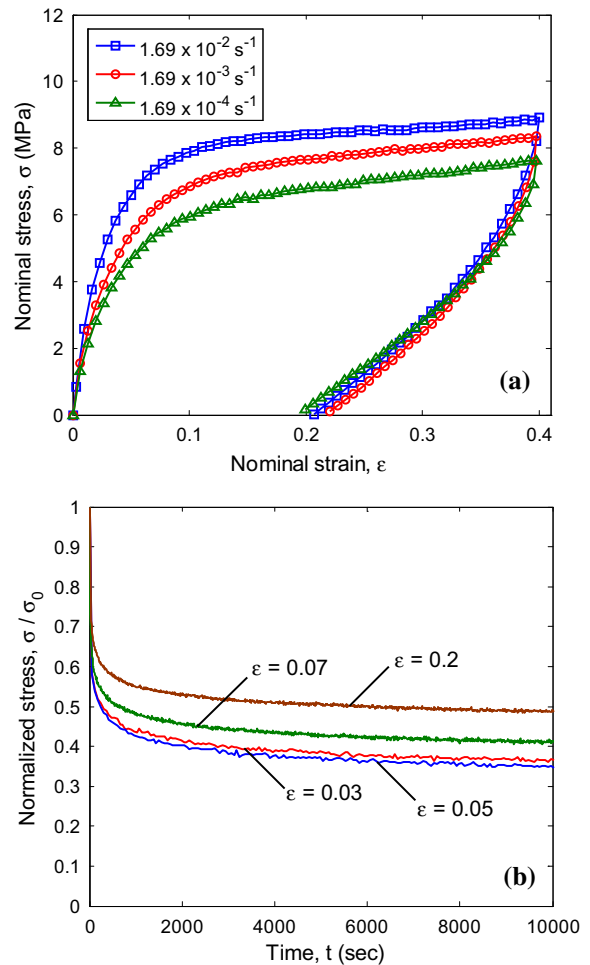 12
10
8
6
4
2
0
Nominal stress, σ (MPa)
1.69 x 10⁻² s⁻¹
1.69 x 10⁻³ s⁻¹
1.69 x 10⁻⁴ s⁻¹
(a)
0 0.1 0.2 0.3 0.4
Nominal strain, ε
1
0.9
0.8
0.7
0.6
0.5
0.4
0.3
0.2
0.1
0
Normalized stress, σ / σ₀
ε = 0.07
ε = 0.2
ε = 0.03
ε = 0.05
(b)
0 2000 4000 6000 8000 10000
Time, t (sec)